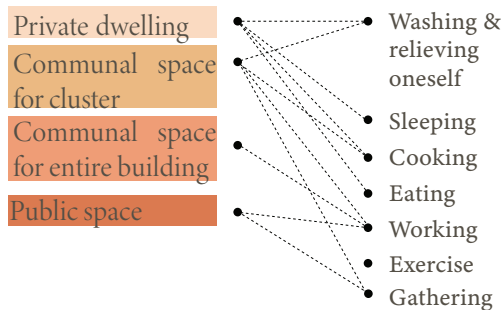 Private dwelling
Communal space
for cluster
Communal space
for entire building
Public space
Washing &
relieving
oneself
Sleeping
Cooking
Eating
Working
Exercise
Gathering